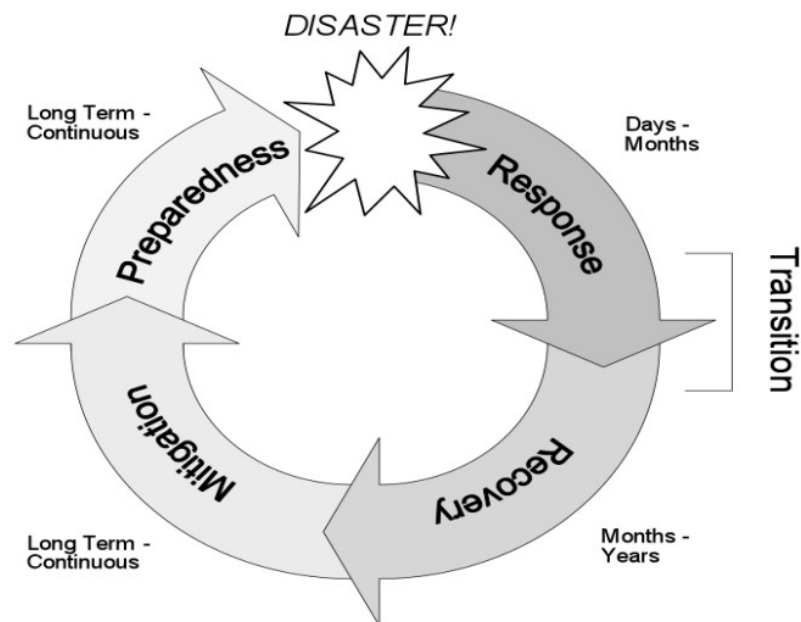 DISASTER!
Long Term -
Continuous
Preparedness
Response
Days -
Months
Transition
Mitigation
Recovery
Long Term -
Continuous
Months -
Years